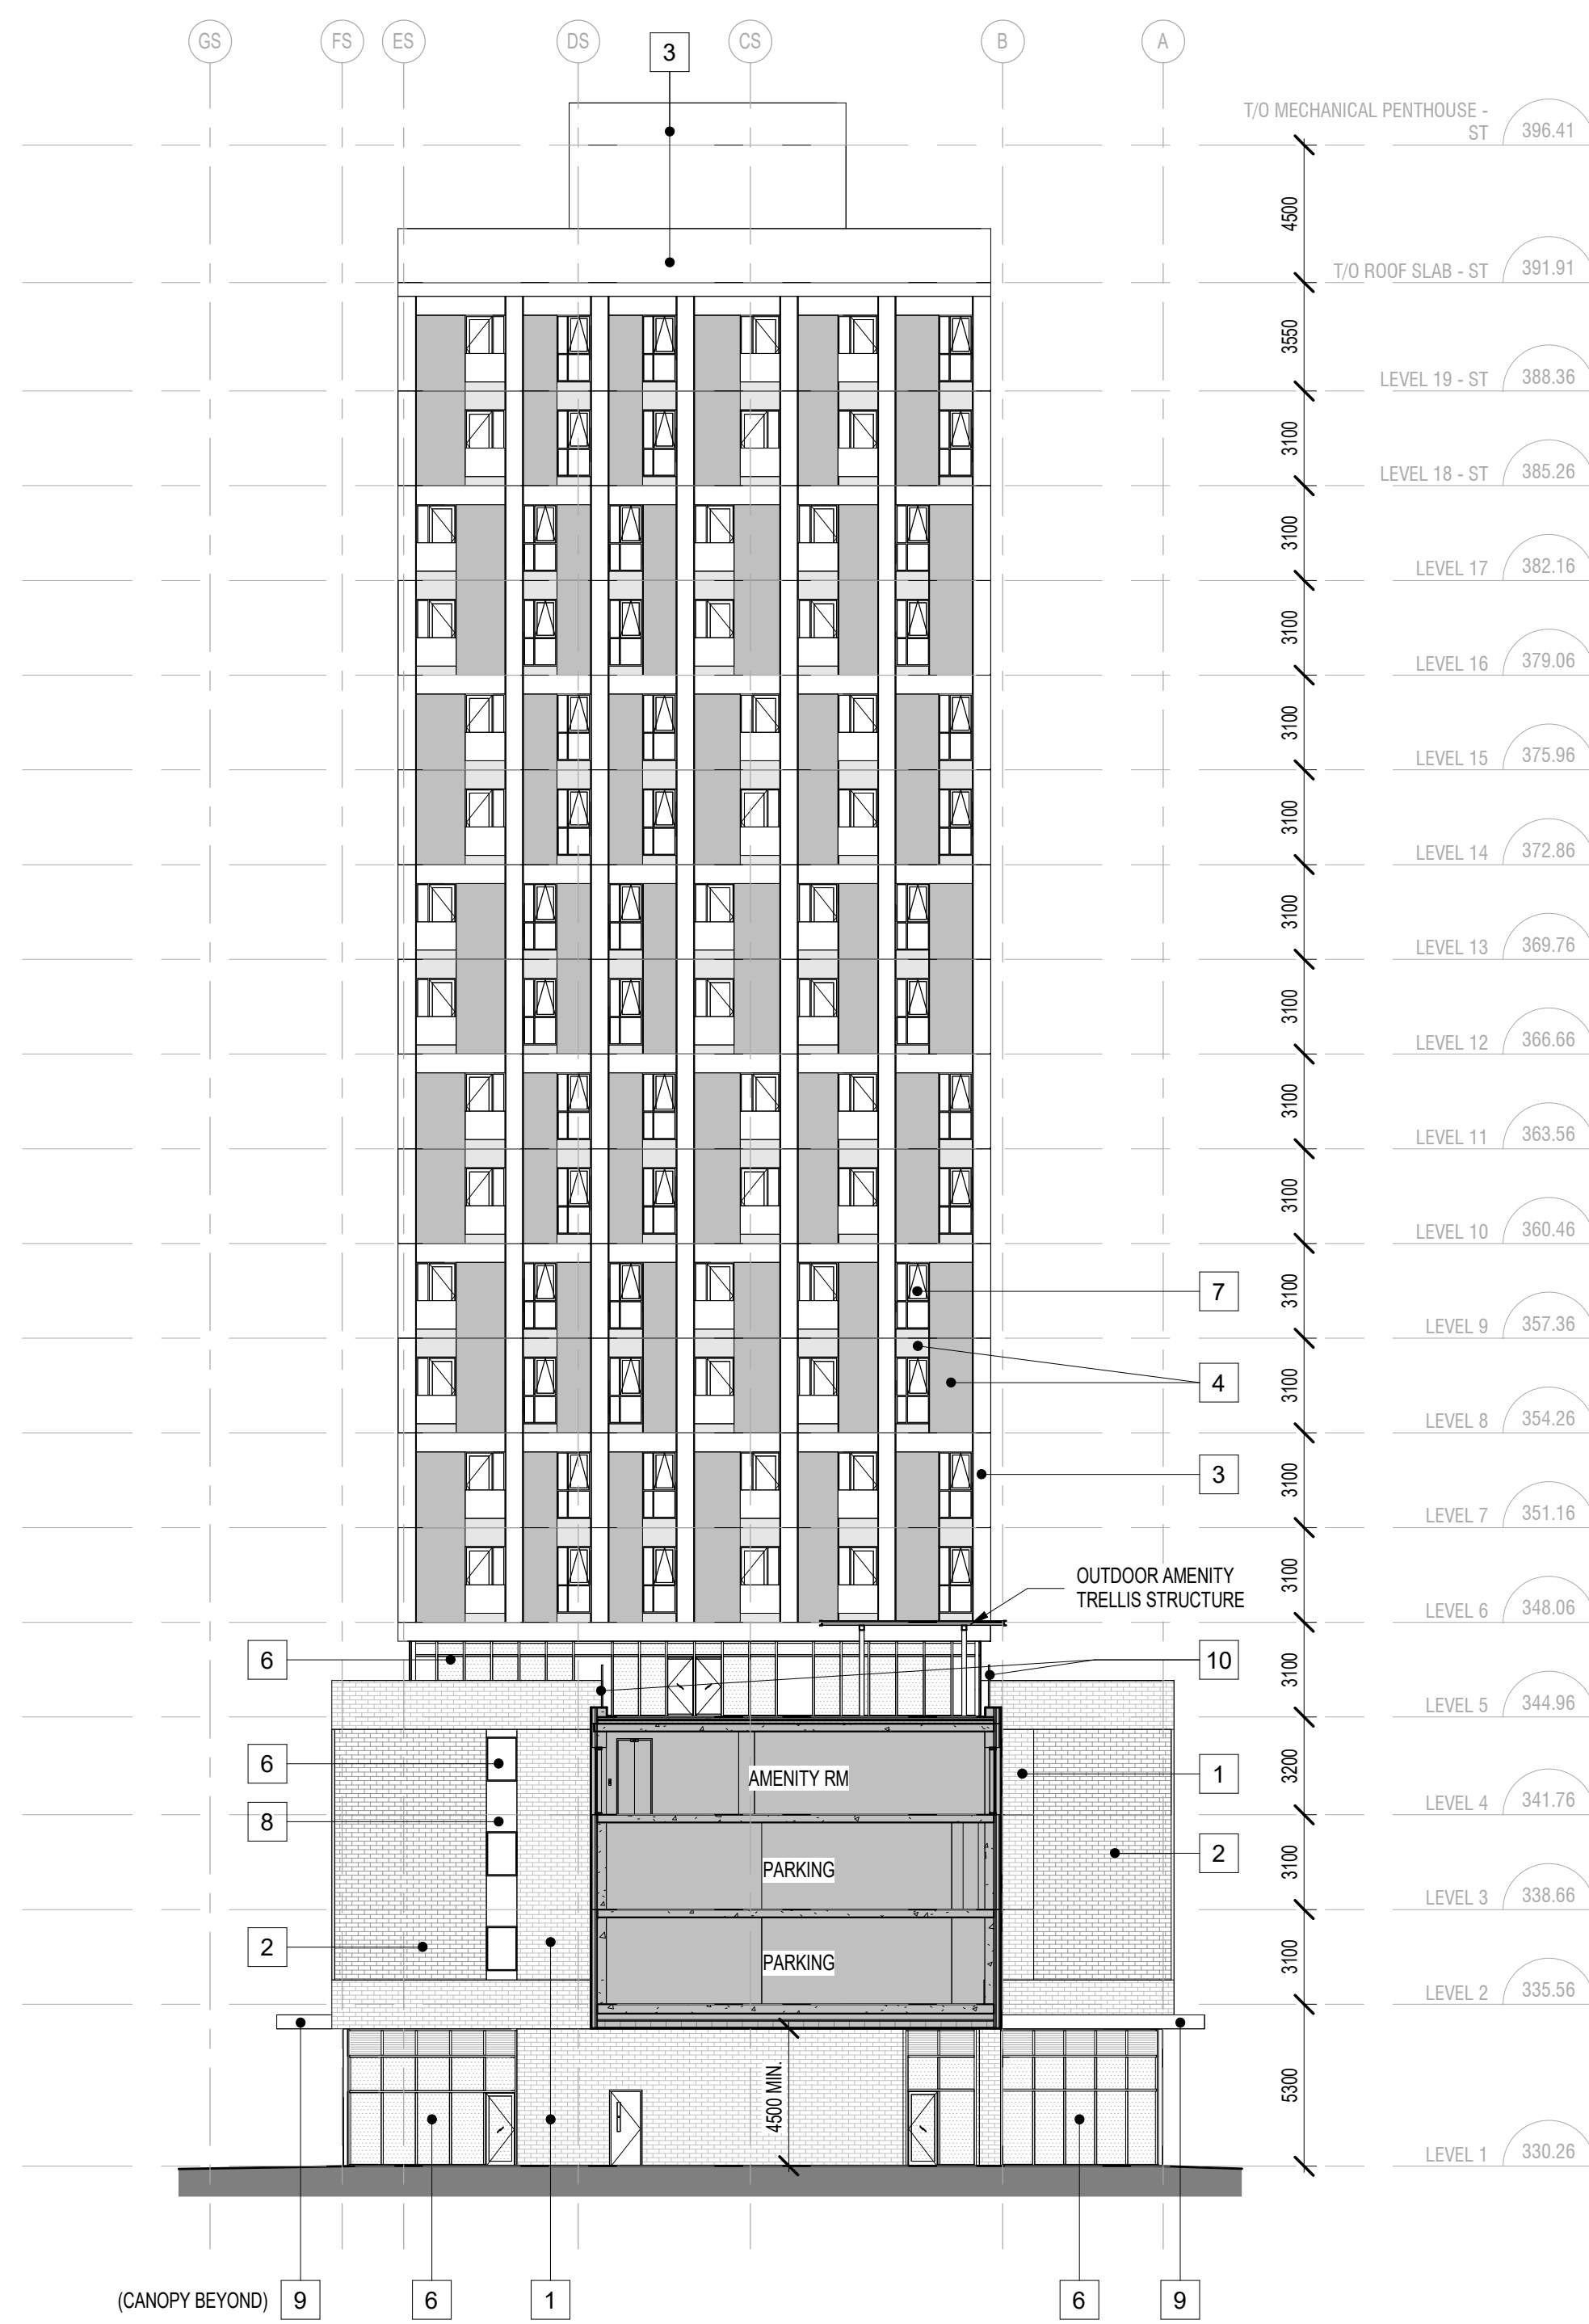 GS FS ES DS CS B A
3
T/O MECHANICAL PENTHOUSE -
ST 396.41
4500
T/O ROOF SLAB - ST 391.91
3550
LEVEL 19 - ST 388.36
3100
LEVEL 18 - ST 385.26
3100
LEVEL 17 382.16
3100
LEVEL 16 379.06
3100
LEVEL 15 375.96
3100
LEVEL 14 372.86
3100
LEVEL 13 369.76
3100
LEVEL 12 366.66
3100
LEVEL 11 363.56
3100
LEVEL 10 360.46
7 3100
LEVEL 9 357.36
4 3100
LEVEL 8 354.26
3 3100
LEVEL 7 351.16
OUTDOOR AMENITY
TRELLIS STRUCTURE
3100
LEVEL 6 348.06
6 10 3100
LEVEL 5 344.96
6 AMENITY RM 1 3200
8 LEVEL 4 341.76
PARKING 2 3100
LEVEL 3 338.66
2 PARKING 3100
LEVEL 2 335.56
4500 MIN. 5300
LEVEL 1 330.26
(CANOPY BEYOND) 9 6 1 6 9